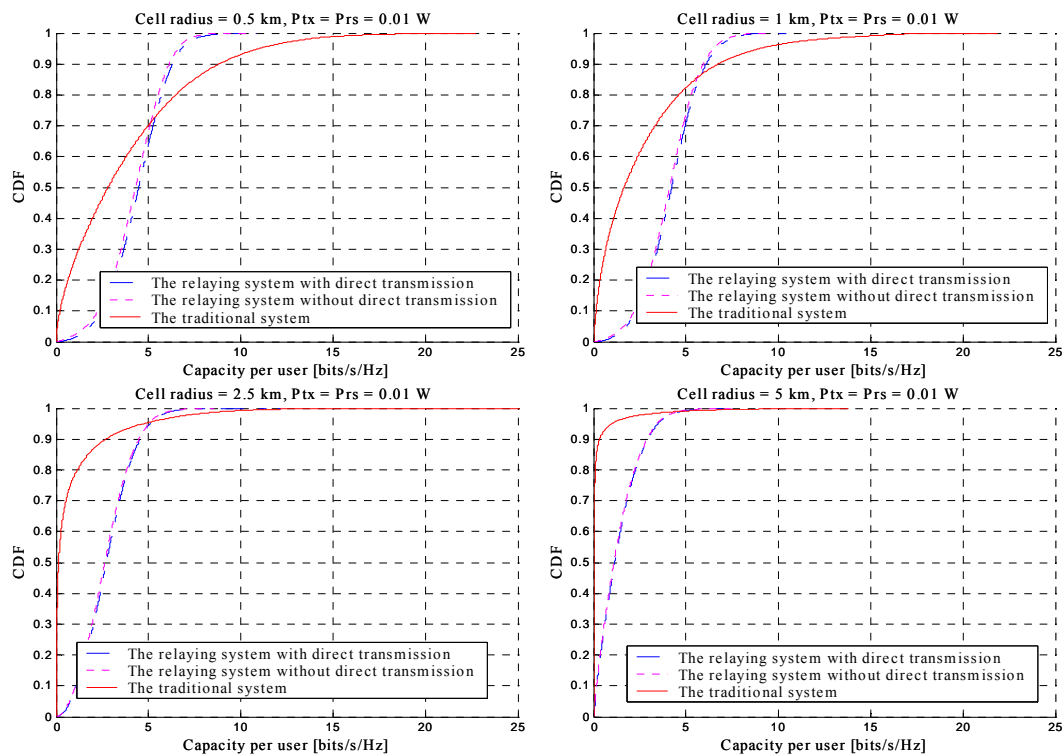 Cell radius = 0.5 km, Ptx = Prs = 0.01 W
1
0.9
0.8
0.7
0.6
0.5
0.4
0.3
0.2
0.1
0
CDF
The relaying system with direct transmission
The relaying system without direct transmission
The traditional system
0 5 10 15 20 25
Capacity per user [bits/s/Hz]
Cell radius = 1 km, Ptx = Prs = 0.01 W
1
0.9
0.8
0.7
0.6
0.5
0.4
0.3
0.2
0.1
0
CDF
The relaying system with direct transmission
The relaying system without direct transmission
The traditional system
0 5 10 15 20 25
Capacity per user [bits/s/Hz]
Cell radius = 2.5 km, Ptx = Prs = 0.01 W
1
0.9
0.8
0.7
0.6
0.5
0.4
0.3
0.2
0.1
0
CDF
The relaying system with direct transmission
The relaying system without direct transmission
The traditional system
0 5 10 15 20 25
Capacity per user [bits/s/Hz]
Cell radius = 5 km, Ptx = Prs = 0.01 W
1
0.9
0.8
0.7
0.6
0.5
0.4
0.3
0.2
0.1
0
CDF
The relaying system with direct transmission
The relaying system without direct transmission
The traditional system
0 5 10 15 20 25
Capacity per user [bits/s/Hz]